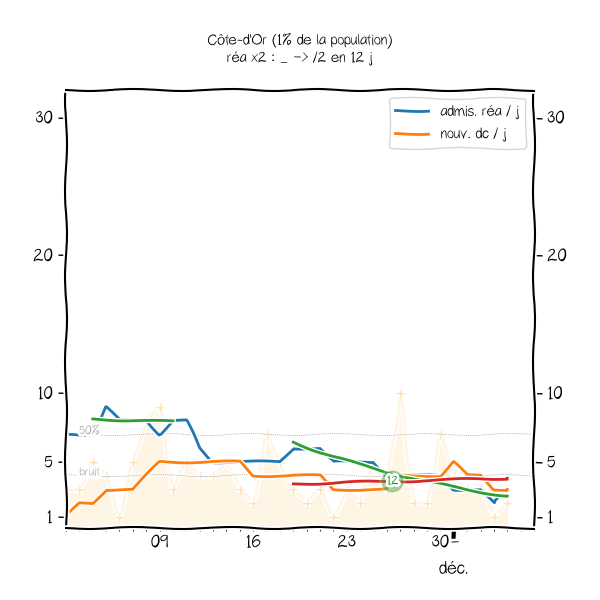 Côte-d'Or (1% de la population)
réa x2 : _ -> /2 en 12 j
admis. réa / j
nouv. dc / j
30
30
20
20
10
10
50%
5
5
bruit
12
1
1
09
16
23
30
déc.